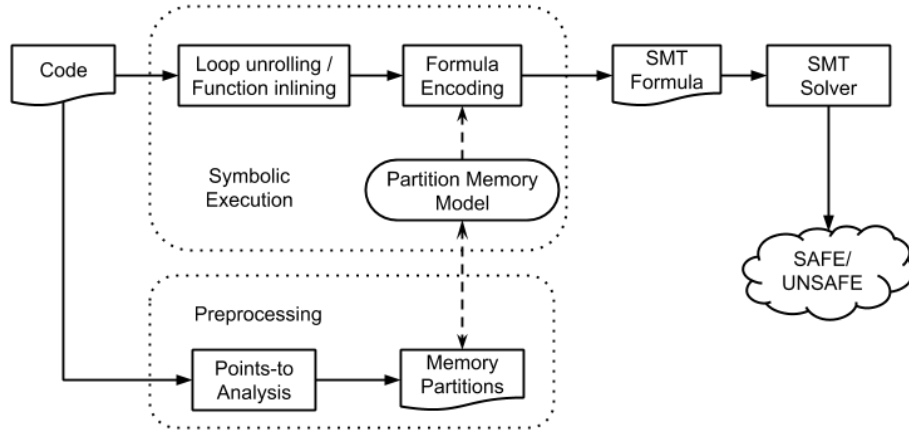 Code
Loop unrolling /
Function inlining
Formula
Encoding
SMT
Formula
SMT
Solver
Symbolic
Execution
Partition Memory
Model
SAFE/
UNSAFE
Preprocessing
Points-to
Analysis
Memory
Partitions